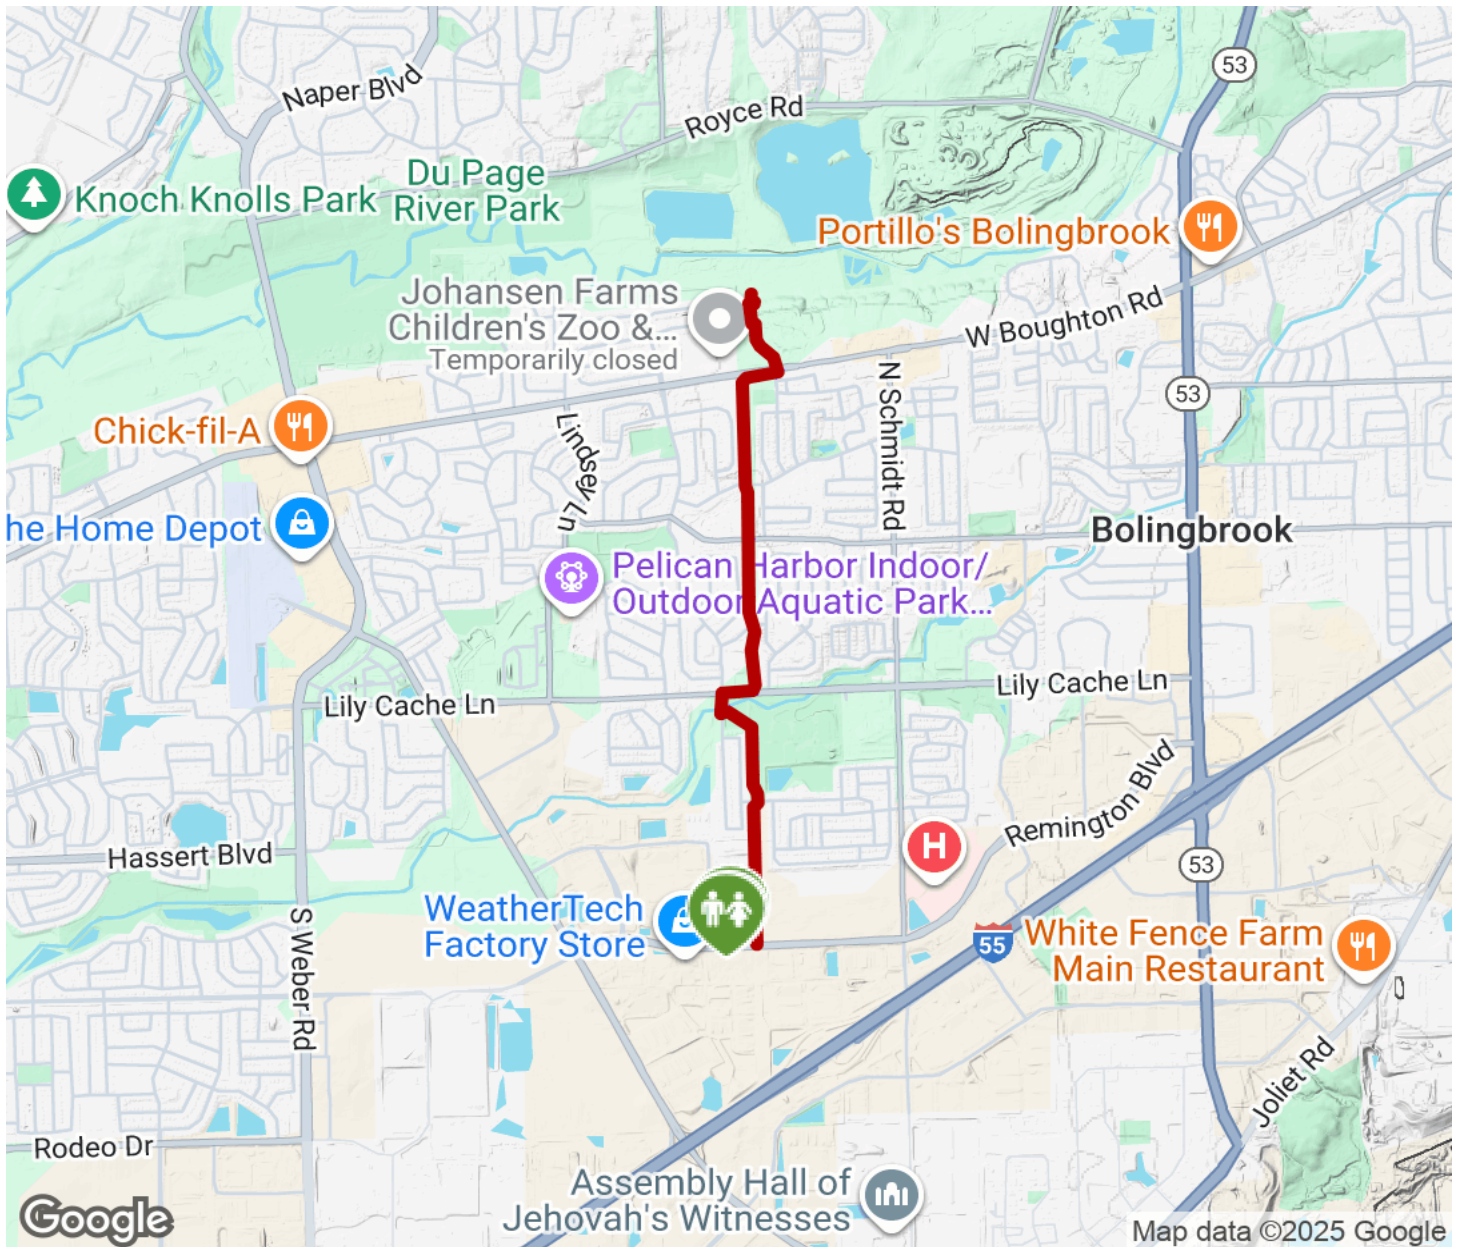 53
Naper Blvd
Royce Rd
Du Page
River Park
Knoch Knolls Park
Portillo's Bolingbrook
Johansen Farms
Children's Zoo &...
Temporarily closed
W Boughton Rd
53
N Schmidt Rd
Chick-fil-A
Lindsey Ln
he Home Depot
Bolingbrook
Pelican Harbor Indoor/
Outdoor Aquatic Park...
Lily Cache Ln
Lily Cache Ln
Remington Blvd
Hassert Blvd
H
53
WeatherTech
Factory Store
S Weber Rd
55
White Fence Farm
Main Restaurant
Joliet Rd
Rodeo Dr
Assembly Hall of
Jehovah's Witnesses
Google
Map data ©2025 Google